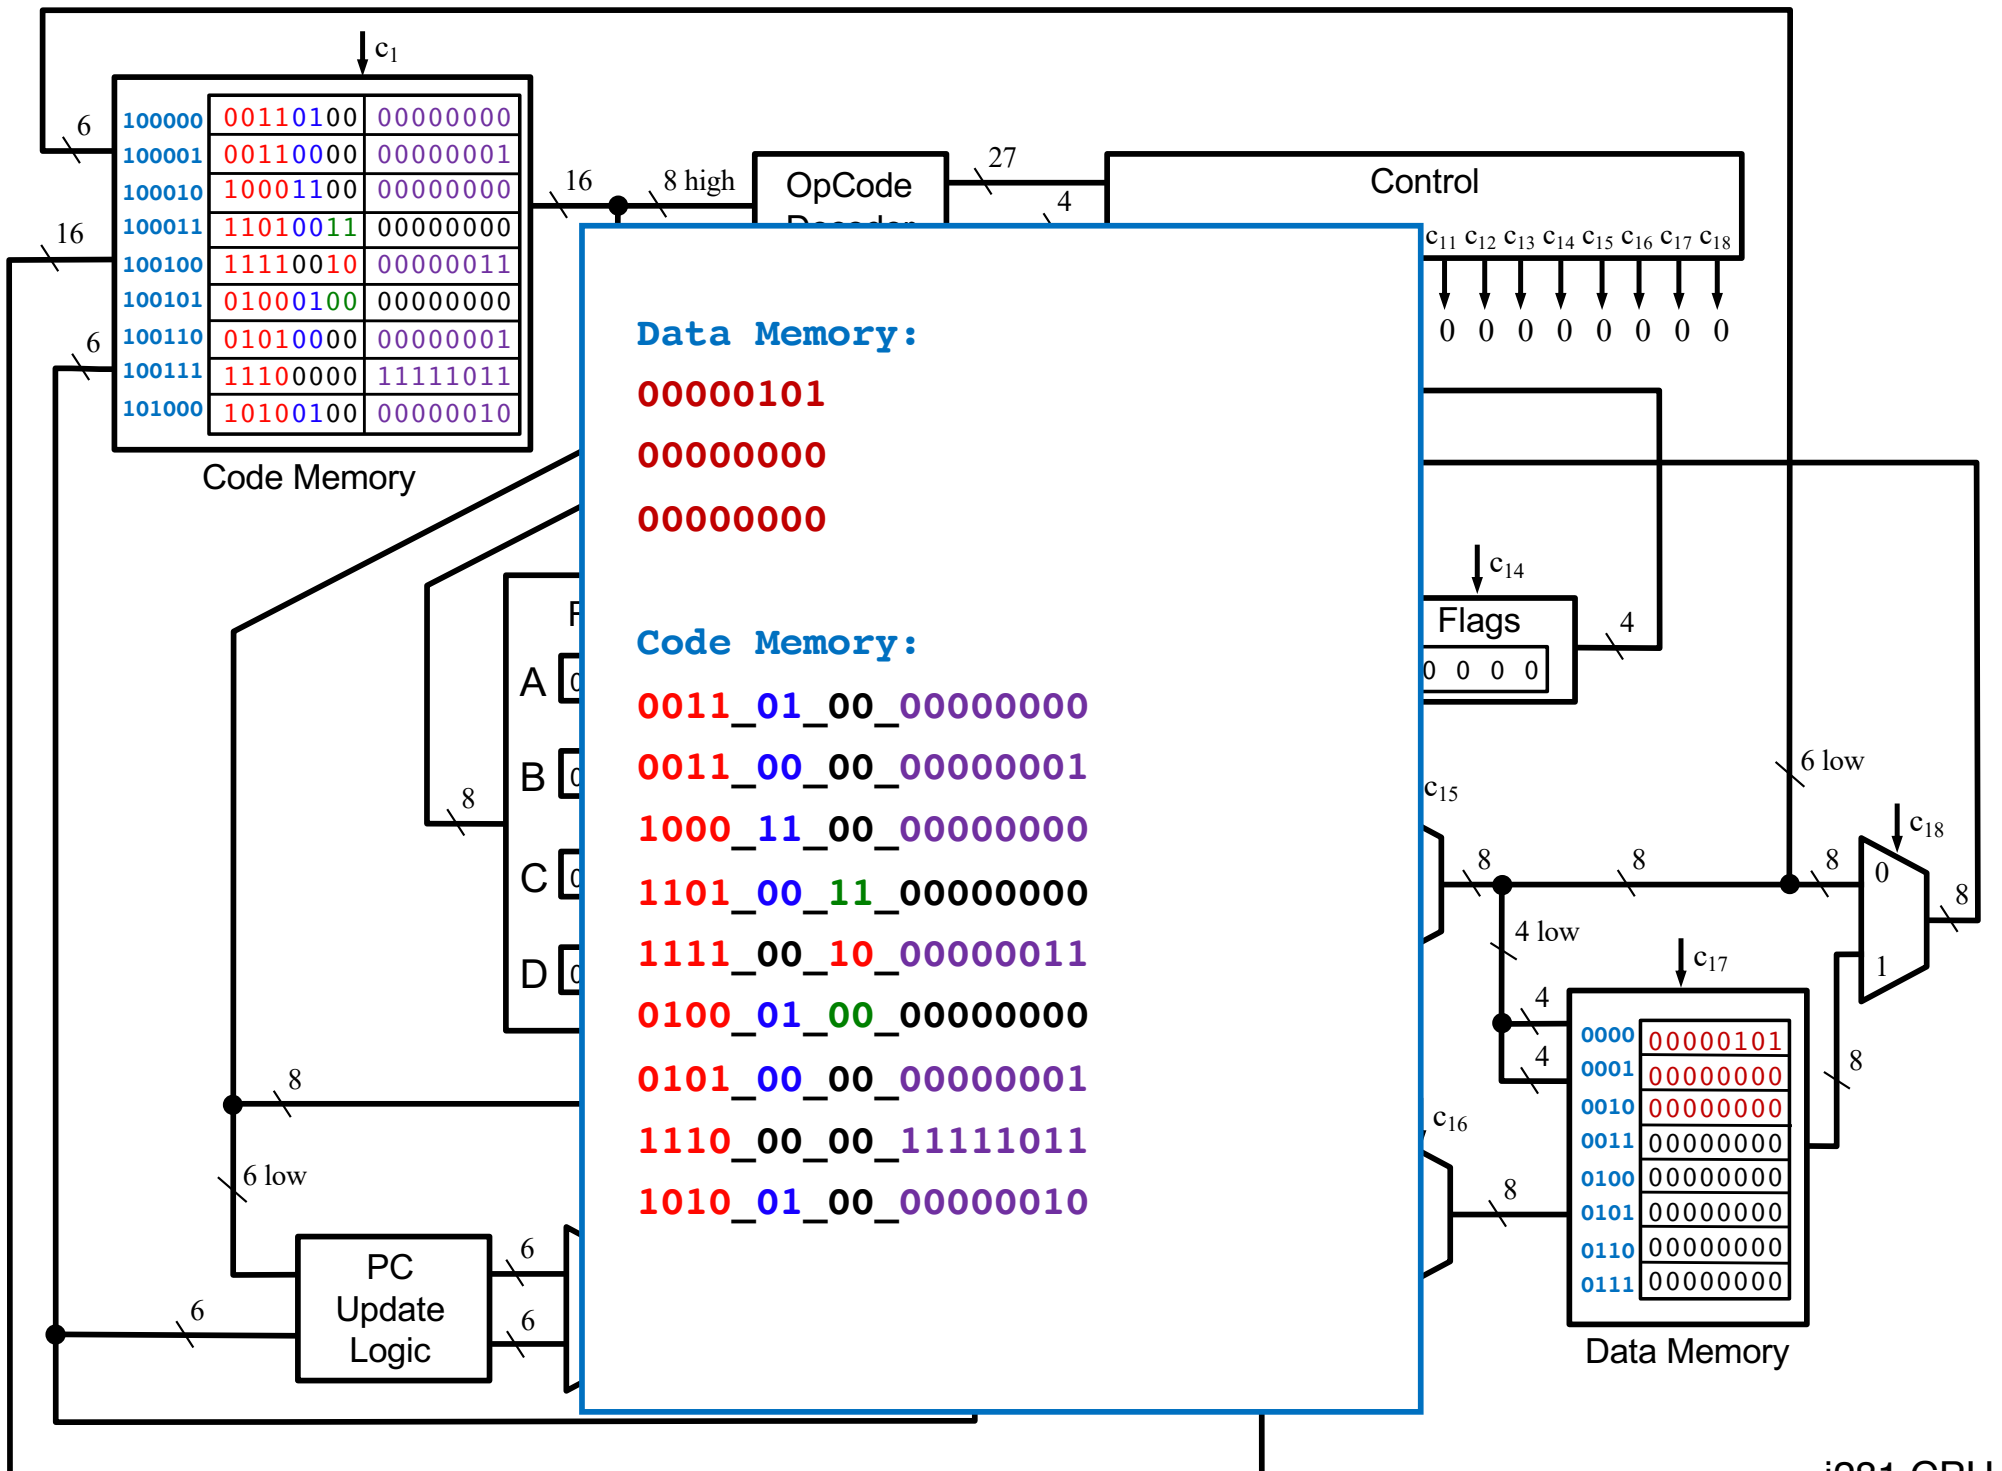 c1
6
100000 00110100 00000000
100001 00110000 00000001
100010 10001100 00000000
100011 11010011 00000000
100100 11110010 00000011
100101 01000100 00000000
100110 01010000 00000001
100111 11100000 11111011
101000 10100100 00000010
16
6
Code Memory
16
8 high
OpCode
27
4
Control
c11 c12 c13 c14 c15 c16 c17 c18
0 0 0 0 0 0 0 0
Data Memory:
00000101
00000000
00000000
Code Memory:
0011_01_00_00000000
0011_00_00_00000001
1000_11_00_00000000
1101_00_11_00000000
1111_00_10_00000011
0100_01_00_00000000
0101_00_00_00000001
1110_00_00_11111011
1010_01_00_00000010
A
B
C
D
8
8
6 low
PC
Update
Logic
6
6
6
c14
Flags
0 0 0 0
4
c15
6 low
c18
8
8
8
0
1
8
4 low
c17
4
4
8
c16
8
0000 00000101
0001 00000000
0010 00000000
0011 00000000
0100 00000000
0101 00000000
0110 00000000
0111 00000000
Data Memory